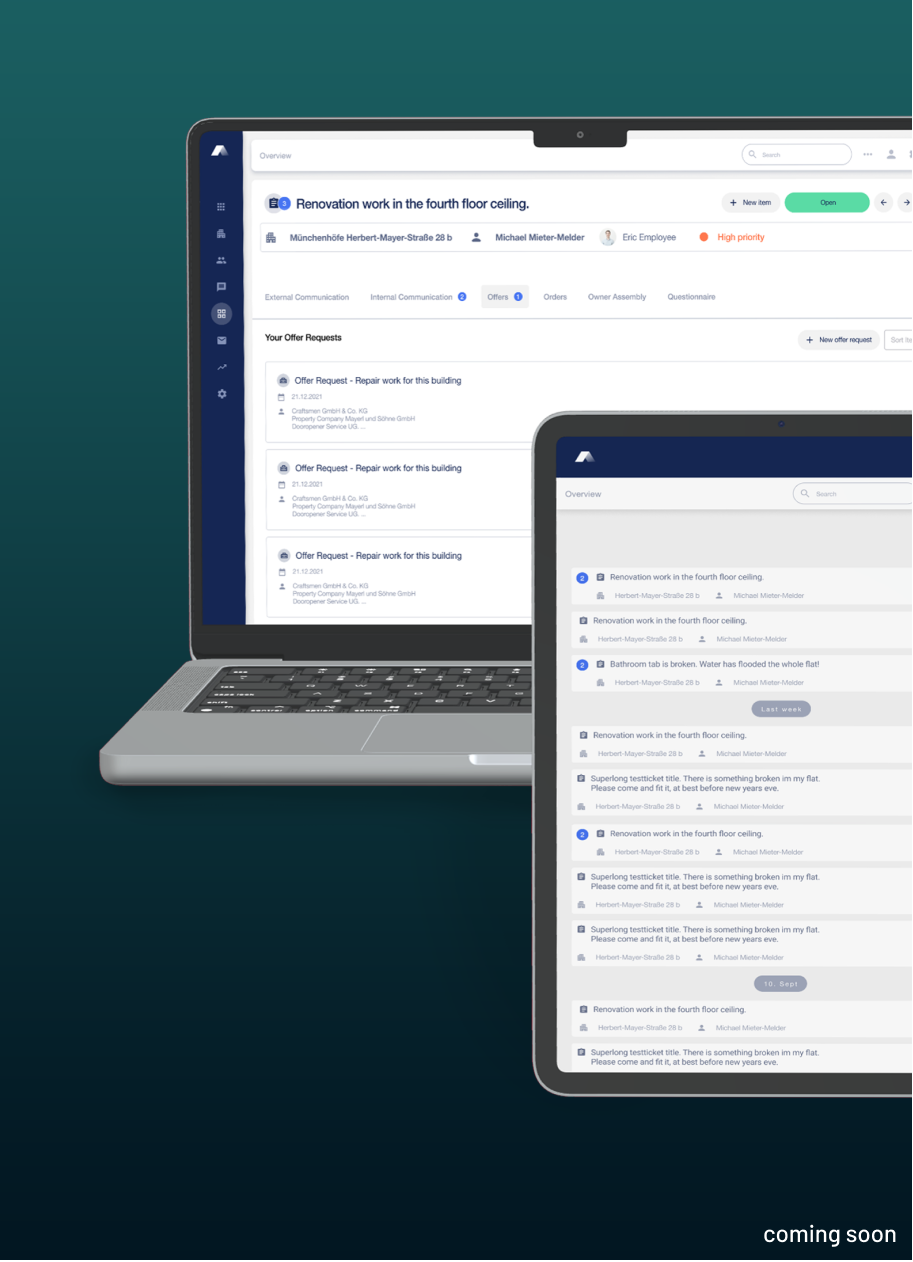 Overview
Search
3
Renovation work in the fourth floor ceiling.
+ New item
Open
Münchenhöfe Herbert-Mayer-Straße 28 b
Michael Mieter-Melder
Eric Employee
High priority
External Communication
Internal Communication 2
Offers 1
Orders
Owner Assembly
Questionnaire
Your Offer Requests
+ New offer request
Sort
Offer Request - Repair work for this building
21.12.2021
Craftsmen GmbH & Co. KG
Property Company Mayerl und Söhne GmbH
Dooropener Service UG. ...
Offer Request - Repair work for this building
21.12.2021
Craftsmen GmbH & Co. KG
Property Company Mayerl und Söhne GmbH
Dooropener Service UG. ...
Offer Request - Repair work for this building
21.12.2021
Craftsmen GmbH & Co. KG
Property Company Mayerl und Söhne GmbH
Dooropener Service UG. ...
control option command
Overview
Search
2 Renovation work in the fourth floor ceiling.
Herbert-Mayer-Straße 28 b Michael Mieter-Melder
Renovation work in the fourth floor ceiling.
Herbert-Mayer-Straße 28 b Michael Mieter-Melder
2 Bathroom tab is broken. Water has flooded the whole flat!
Herbert-Mayer-Straße 28 b Michael Mieter-Melder
Last week
Renovation work in the fourth floor ceiling.
Herbert-Mayer-Straße 28 b Michael Mieter-Melder
Superlong testticket title. There is something broken im my flat.
Please come and fit it, at best before new years eve.
Herbert-Mayer-Straße 28 b Michael Mieter-Melder
2 Renovation work in the fourth floor ceiling.
Herbert-Mayer-Straße 28 b Michael Mieter-Melder
Superlong testticket title. There is something broken im my flat.
Please come and fit it, at best before new years eve.
Herbert-Mayer-Straße 28 b Michael Mieter-Melder
Superlong testticket title. There is something broken im my flat.
Please come and fit it, at best before new years eve.
Herbert-Mayer-Straße 28 b Michael Mieter-Melder
10. Sept
Renovation work in the fourth floor ceiling.
Herbert-Mayer-Straße 28 b Michael Mieter-Melder
Superlong testticket title. There is something broken im my flat.
Please come and fit it, at best before new years eve.
coming soon